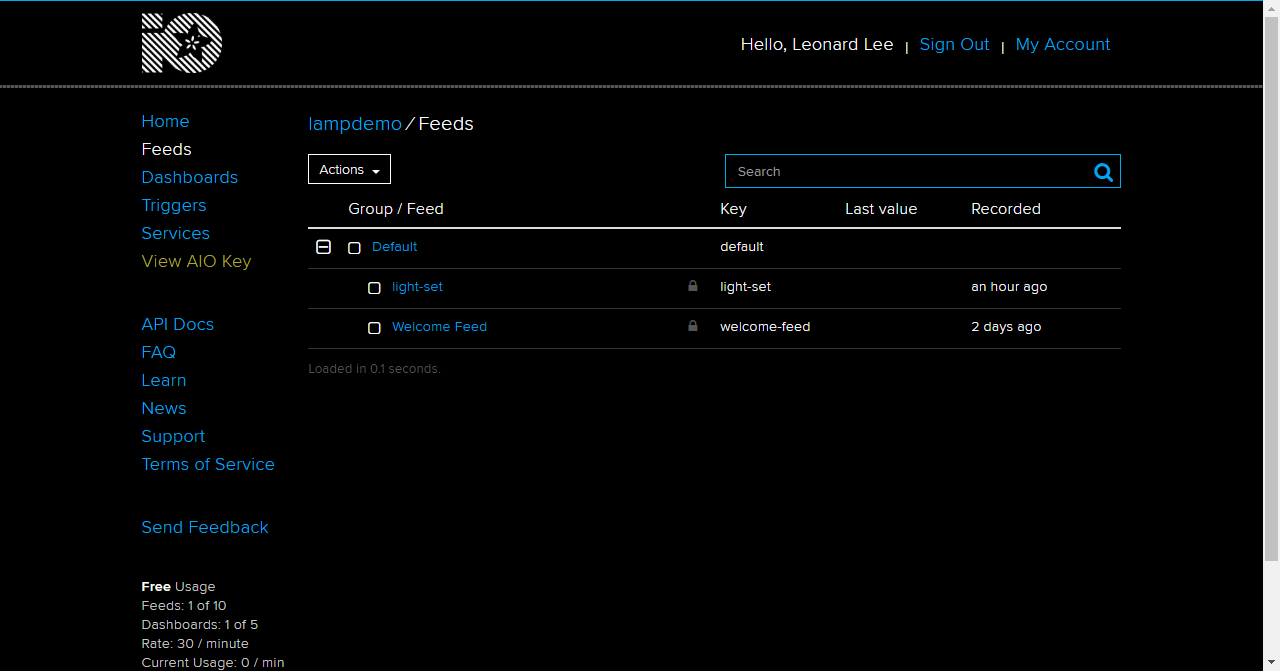 iO
Hello, Leonard Lee | Sign Out | My Account
Home
Feeds
Dashboards
Triggers
Services
View AIO Key
API Docs
FAQ
Learn
News
Support
Terms of Service
Send Feedback
Free Usage
Feeds: 1 of 10
Dashboards: 1 of 5
Rate: 30 / minute
Current Usage: 0 / min
lampdemo / Feeds
Actions
Search
Group / Feed Key Last value Recorded
Default default
light-set light-set an hour ago
Welcome Feed welcome-feed 2 days ago
Loaded in 0.1 seconds.